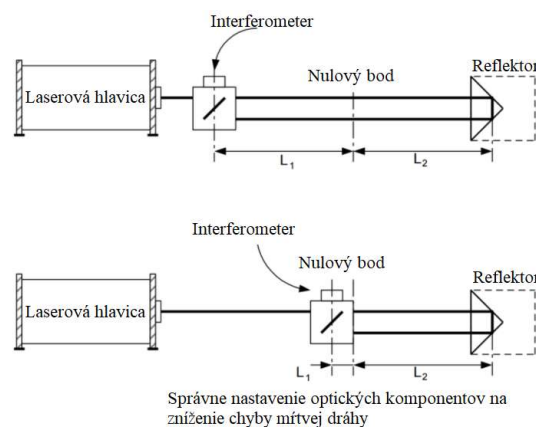 Interferometer
Nulový bod
Reflektor
Laserová hlavica
L₁
L₂
Interferometer
Nulový bod
Reflektor
Laserová hlavica
L₁
L₂
Správne nastavenie optických komponentov na
zníženie chyby mŕtvej dráhy